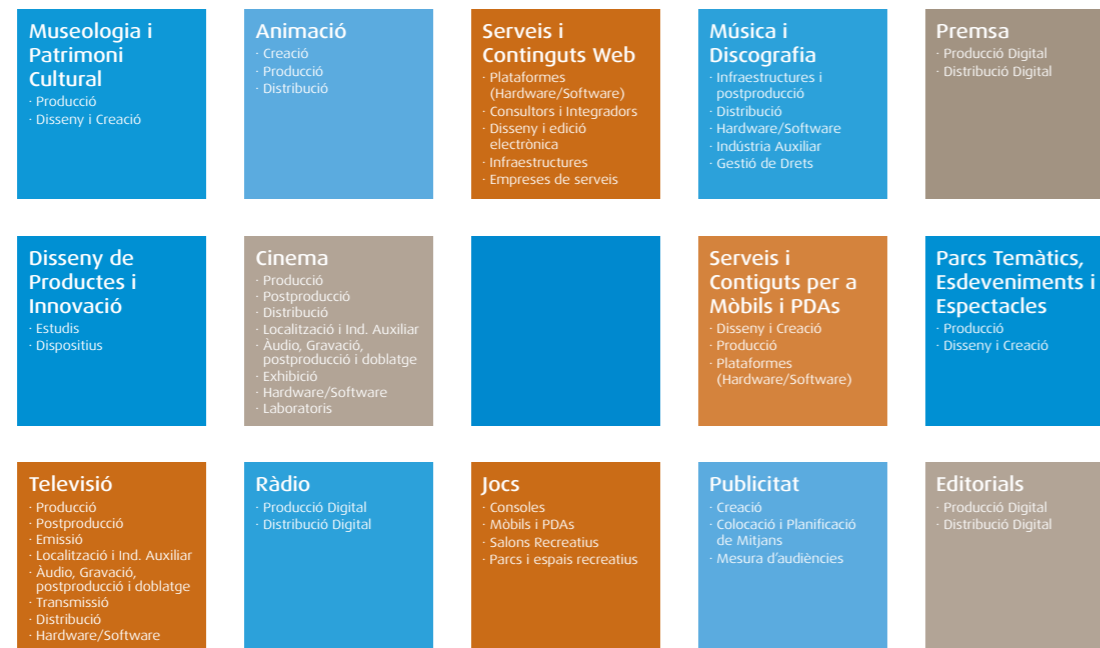 Museologia i
Patrimoni
Cultural
· Producció
· Disseny i Creació
Animació
· Creació
· Producció
· Distribució
Serveis i
Continguts Web
· Plataformes
(Hardware/Software)
· Consultors i Integradors
· Disseny i edició
electrònica
· Infraestructures
· Empreses de serveis
Música i
Discografia
· Infraestructures i
postproducció
· Distribució
· Hardware/Software
· Indústria Auxiliar
· Gestió de Drets
Premsa
· Producció Digital
· Distribució Digital
Disseny de
Productes i
Innovació
· Estudis
· Dispositius
Cinema
· Producció
· Postproducció
· Distribució
· Localització i Ind. Auxiliar
· Àudio, Gravació,
postproducció i doblatge
· Exhibició
· Hardware/Software
· Laboratoris
Serveis i
Contiguts per a
Mòbils i PDAs
· Disseny i Creació
· Producció
· Plataformes
(Hardware/Software)
Parcs Temàtics,
Esdeveniments i
Espectacles
· Producció
· Disseny i Creació
Televisió
· Producció
· Postproducció
· Emissió
· Localització i Ind. Auxiliar
· Àudio, Gravació,
postproducció i doblatge
· Transmissió
· Distribució
· Hardware/Software
Ràdio
· Producció Digital
· Distribució Digital
Jocs
· Consoles
· Mòbils i PDAs
· Salons Recreatius
· Parcs i espais recreatius
Publicitat
· Creació
· Colocació i Planificació
de Mitjans
· Mesura d'audiències
Editorials
· Producció Digital
· Distribució Digital